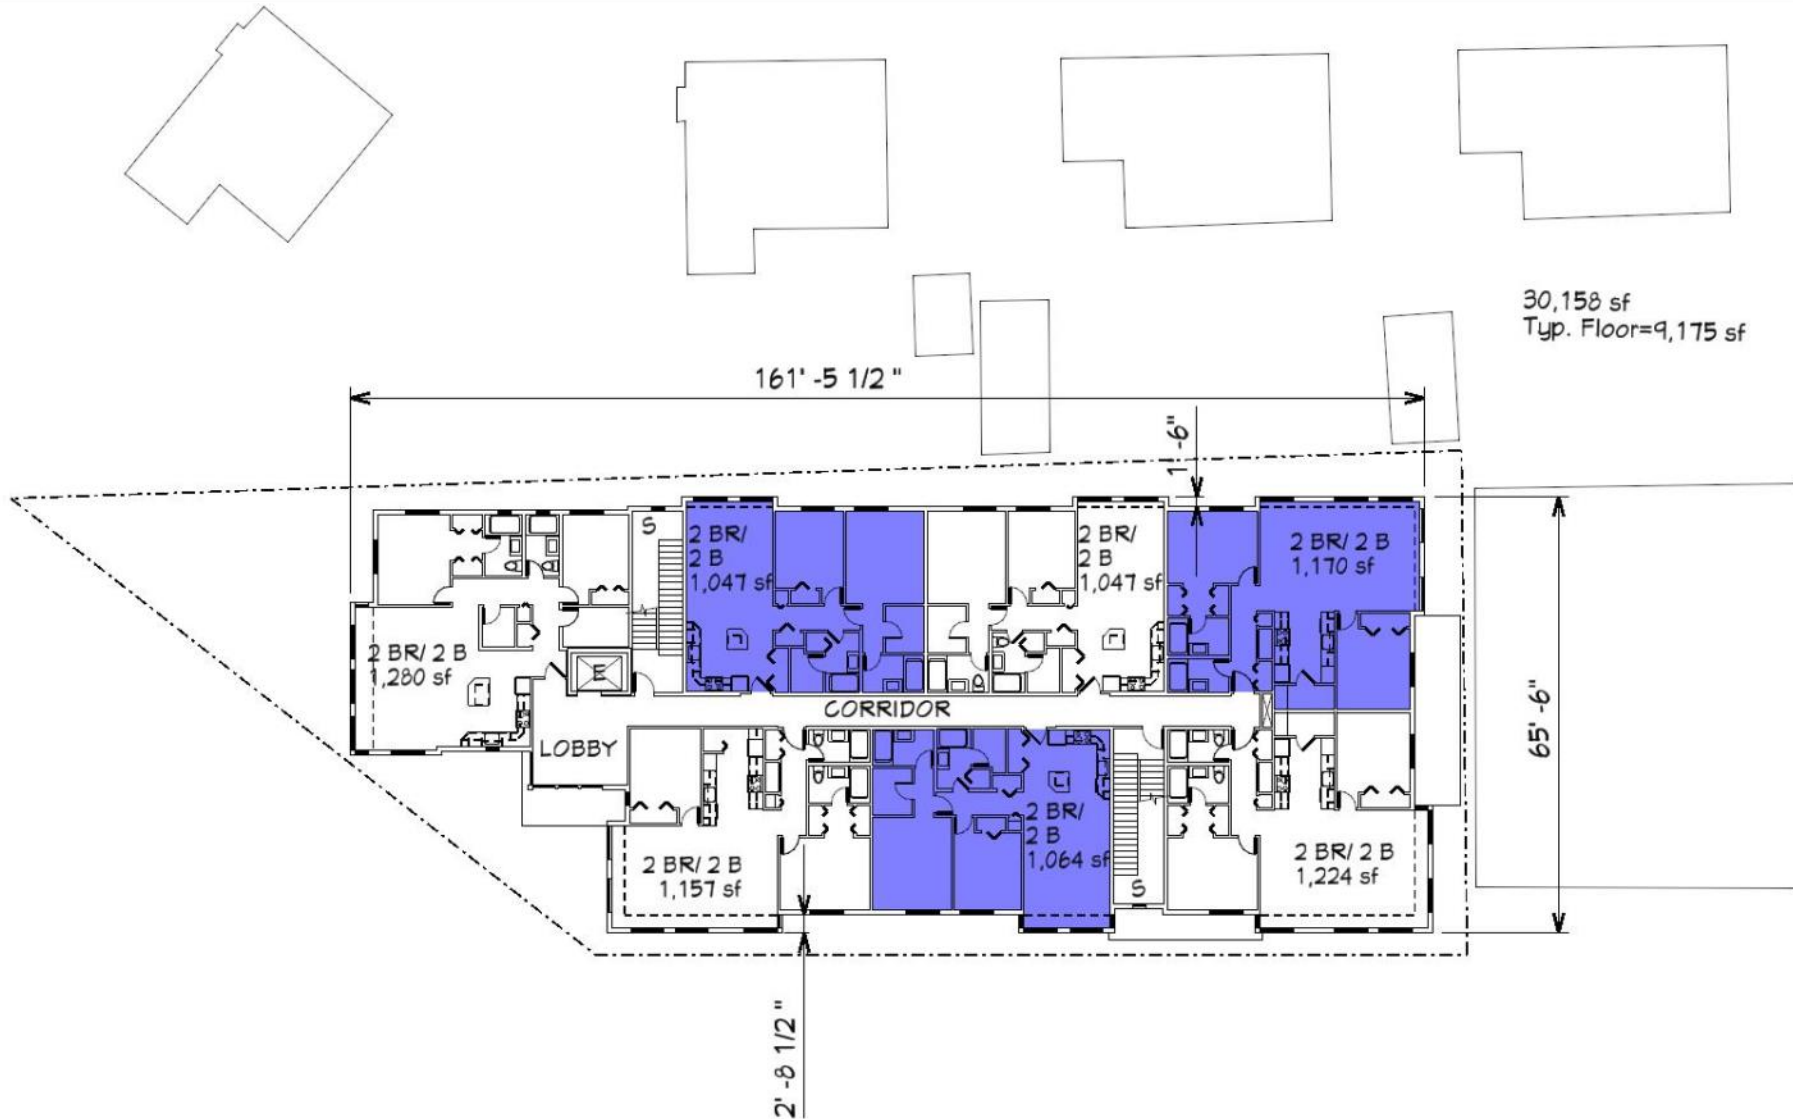 30,158 sf
Typ. Floor=9,175 sf
161' -5 1/2 "
1' -6"
S
2 BR/
2 B
1,047 sf
2 BR/
2 B
1,047 sf
2 BR/ 2 B
1,170 sf
2 BR/ 2 B
1,280 sf
E
CORRIDOR
LOBBY
65' -6"
2 BR/ 2 B
1,157 sf
2 BR/
2 B
1,064 sf
S
2 BR/ 2 B
1,224 sf
2' -8 1/2"